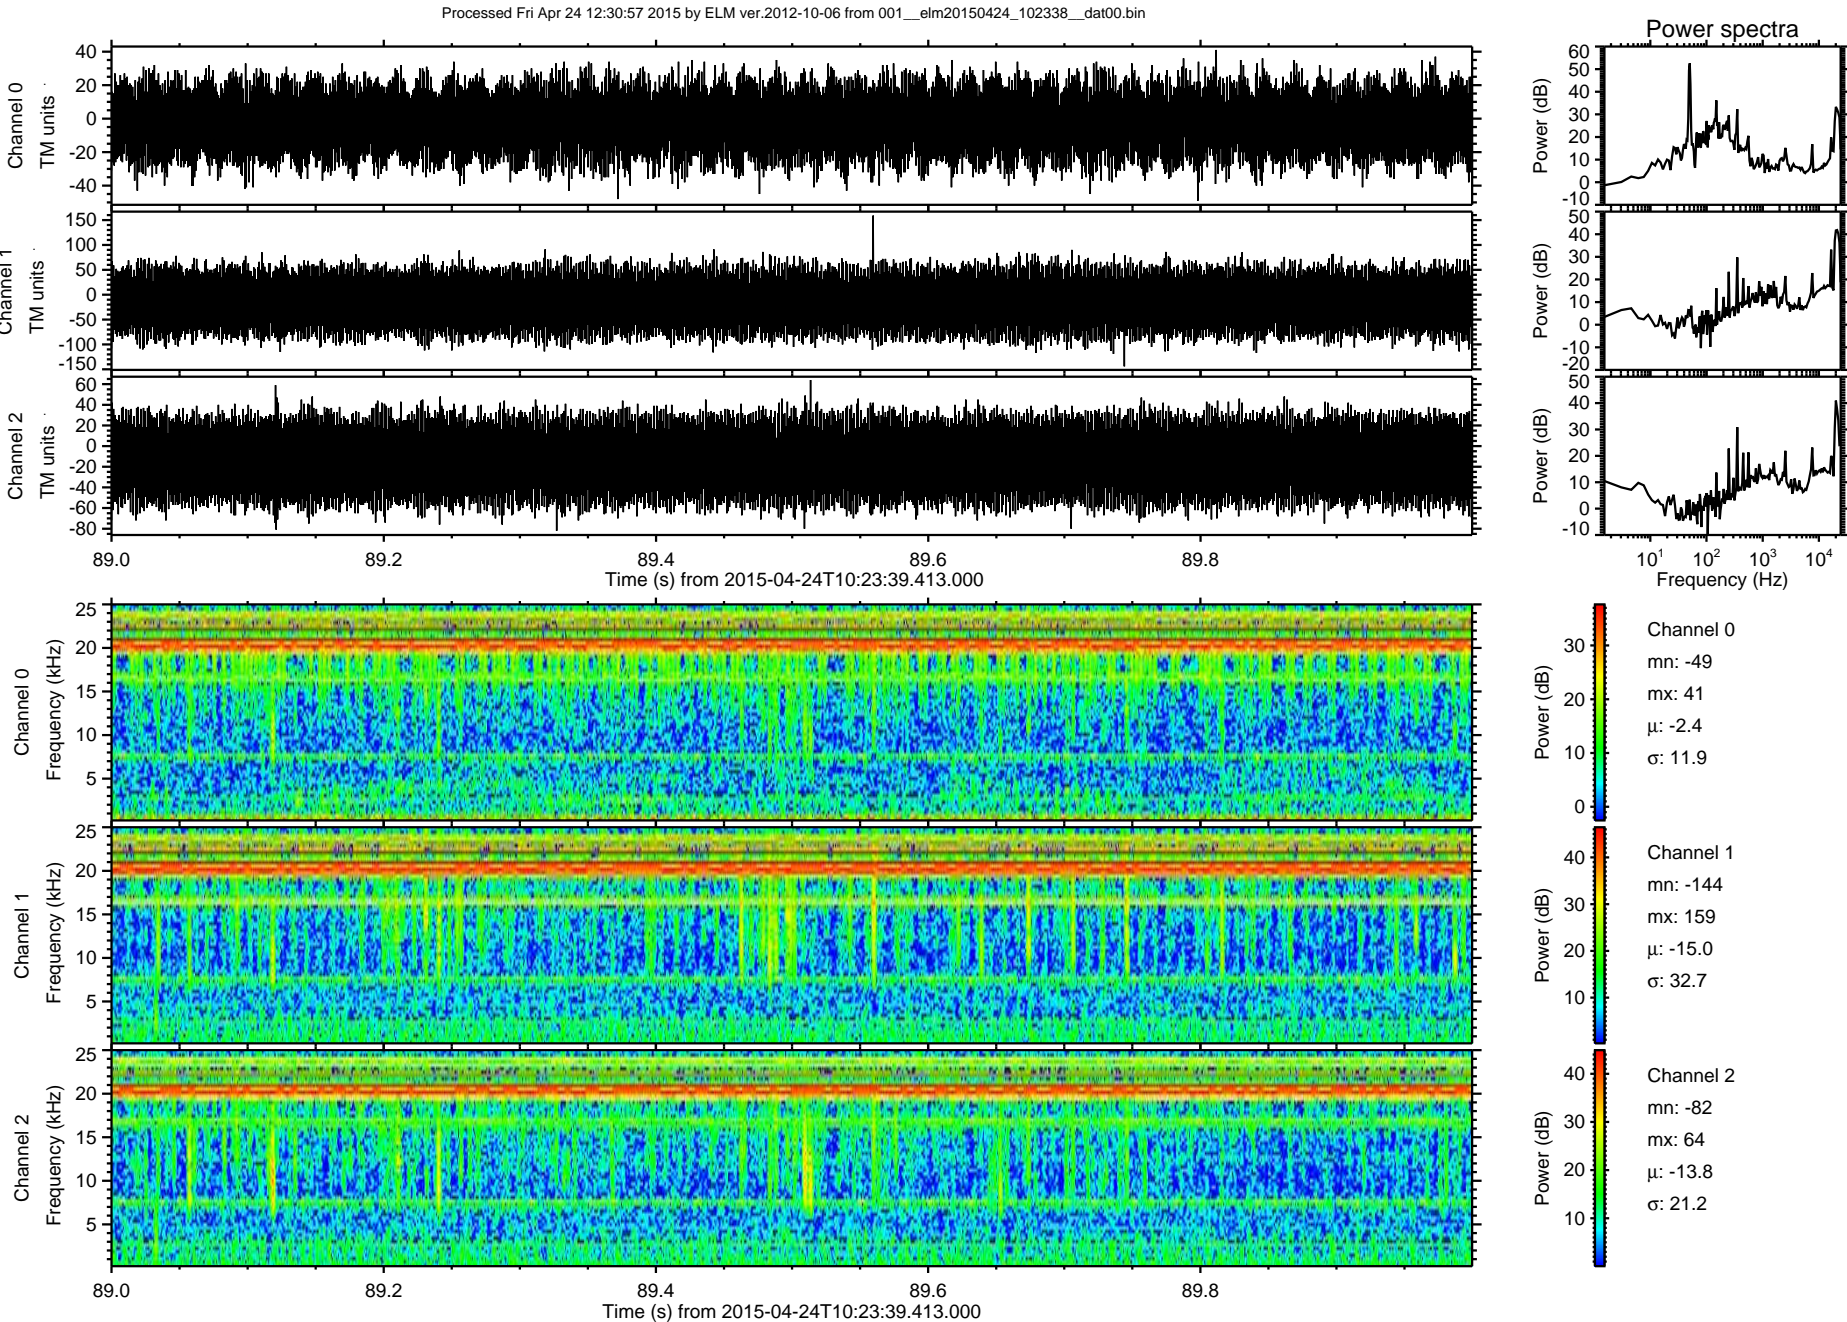 Processed Fri Apr 24 12:30:57 2015 by ELM ver.2012-10-06 from 001__elm20150424_102338__dat00.bin
Power spectra
Channel 0
TM units
40
20
0
-20
-40
Power (dB)
60
50
40
30
20
10
0
-10
Channel 1
TM units
150
100
50
0
-50
-100
-150
Power (dB)
50
40
30
20
10
0
-10
-20
Channel 2
TM units
60
40
20
0
-20
-40
-60
-80
Power (dB)
50
40
30
20
10
0
-10
89.0 89.2 89.4 89.6 89.8
Time (s) from 2015-04-24T10:23:39.413.000
10¹ 10² 10³ 10⁴
Frequency (Hz)
Channel 0
Frequency (kHz)
25
20
15
10
5
Power (dB)
30
20
10
0
Channel 0
mn: -49
mx: 41
μ: -2.4
σ: 11.9
Channel 1
Frequency (kHz)
25
20
15
10
5
Power (dB)
40
30
20
10
Channel 1
mn: -144
mx: 159
μ: -15.0
σ: 32.7
Channel 2
Frequency (kHz)
25
20
15
10
5
Power (dB)
40
30
20
10
Channel 2
mn: -82
mx: 64
μ: -13.8
σ: 21.2
89.0 89.2 89.4 89.6 89.8
Time (s) from 2015-04-24T10:23:39.413.000